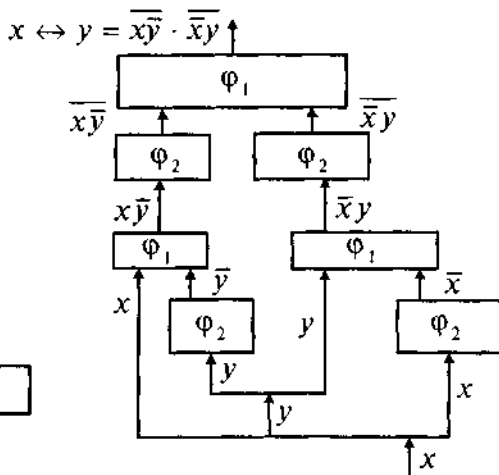 x ↔ y = \overline{x\bar{y}} · \overline{\bar{x}y}
φ₁
\overline{x\bar{y}} \overline{\bar{x}y}
φ₂ φ₂
x\bar{y} \bar{x}y
φ₁ φ₁
x \bar{y} y \bar{x}
φ₂ φ₂
y x
y
x